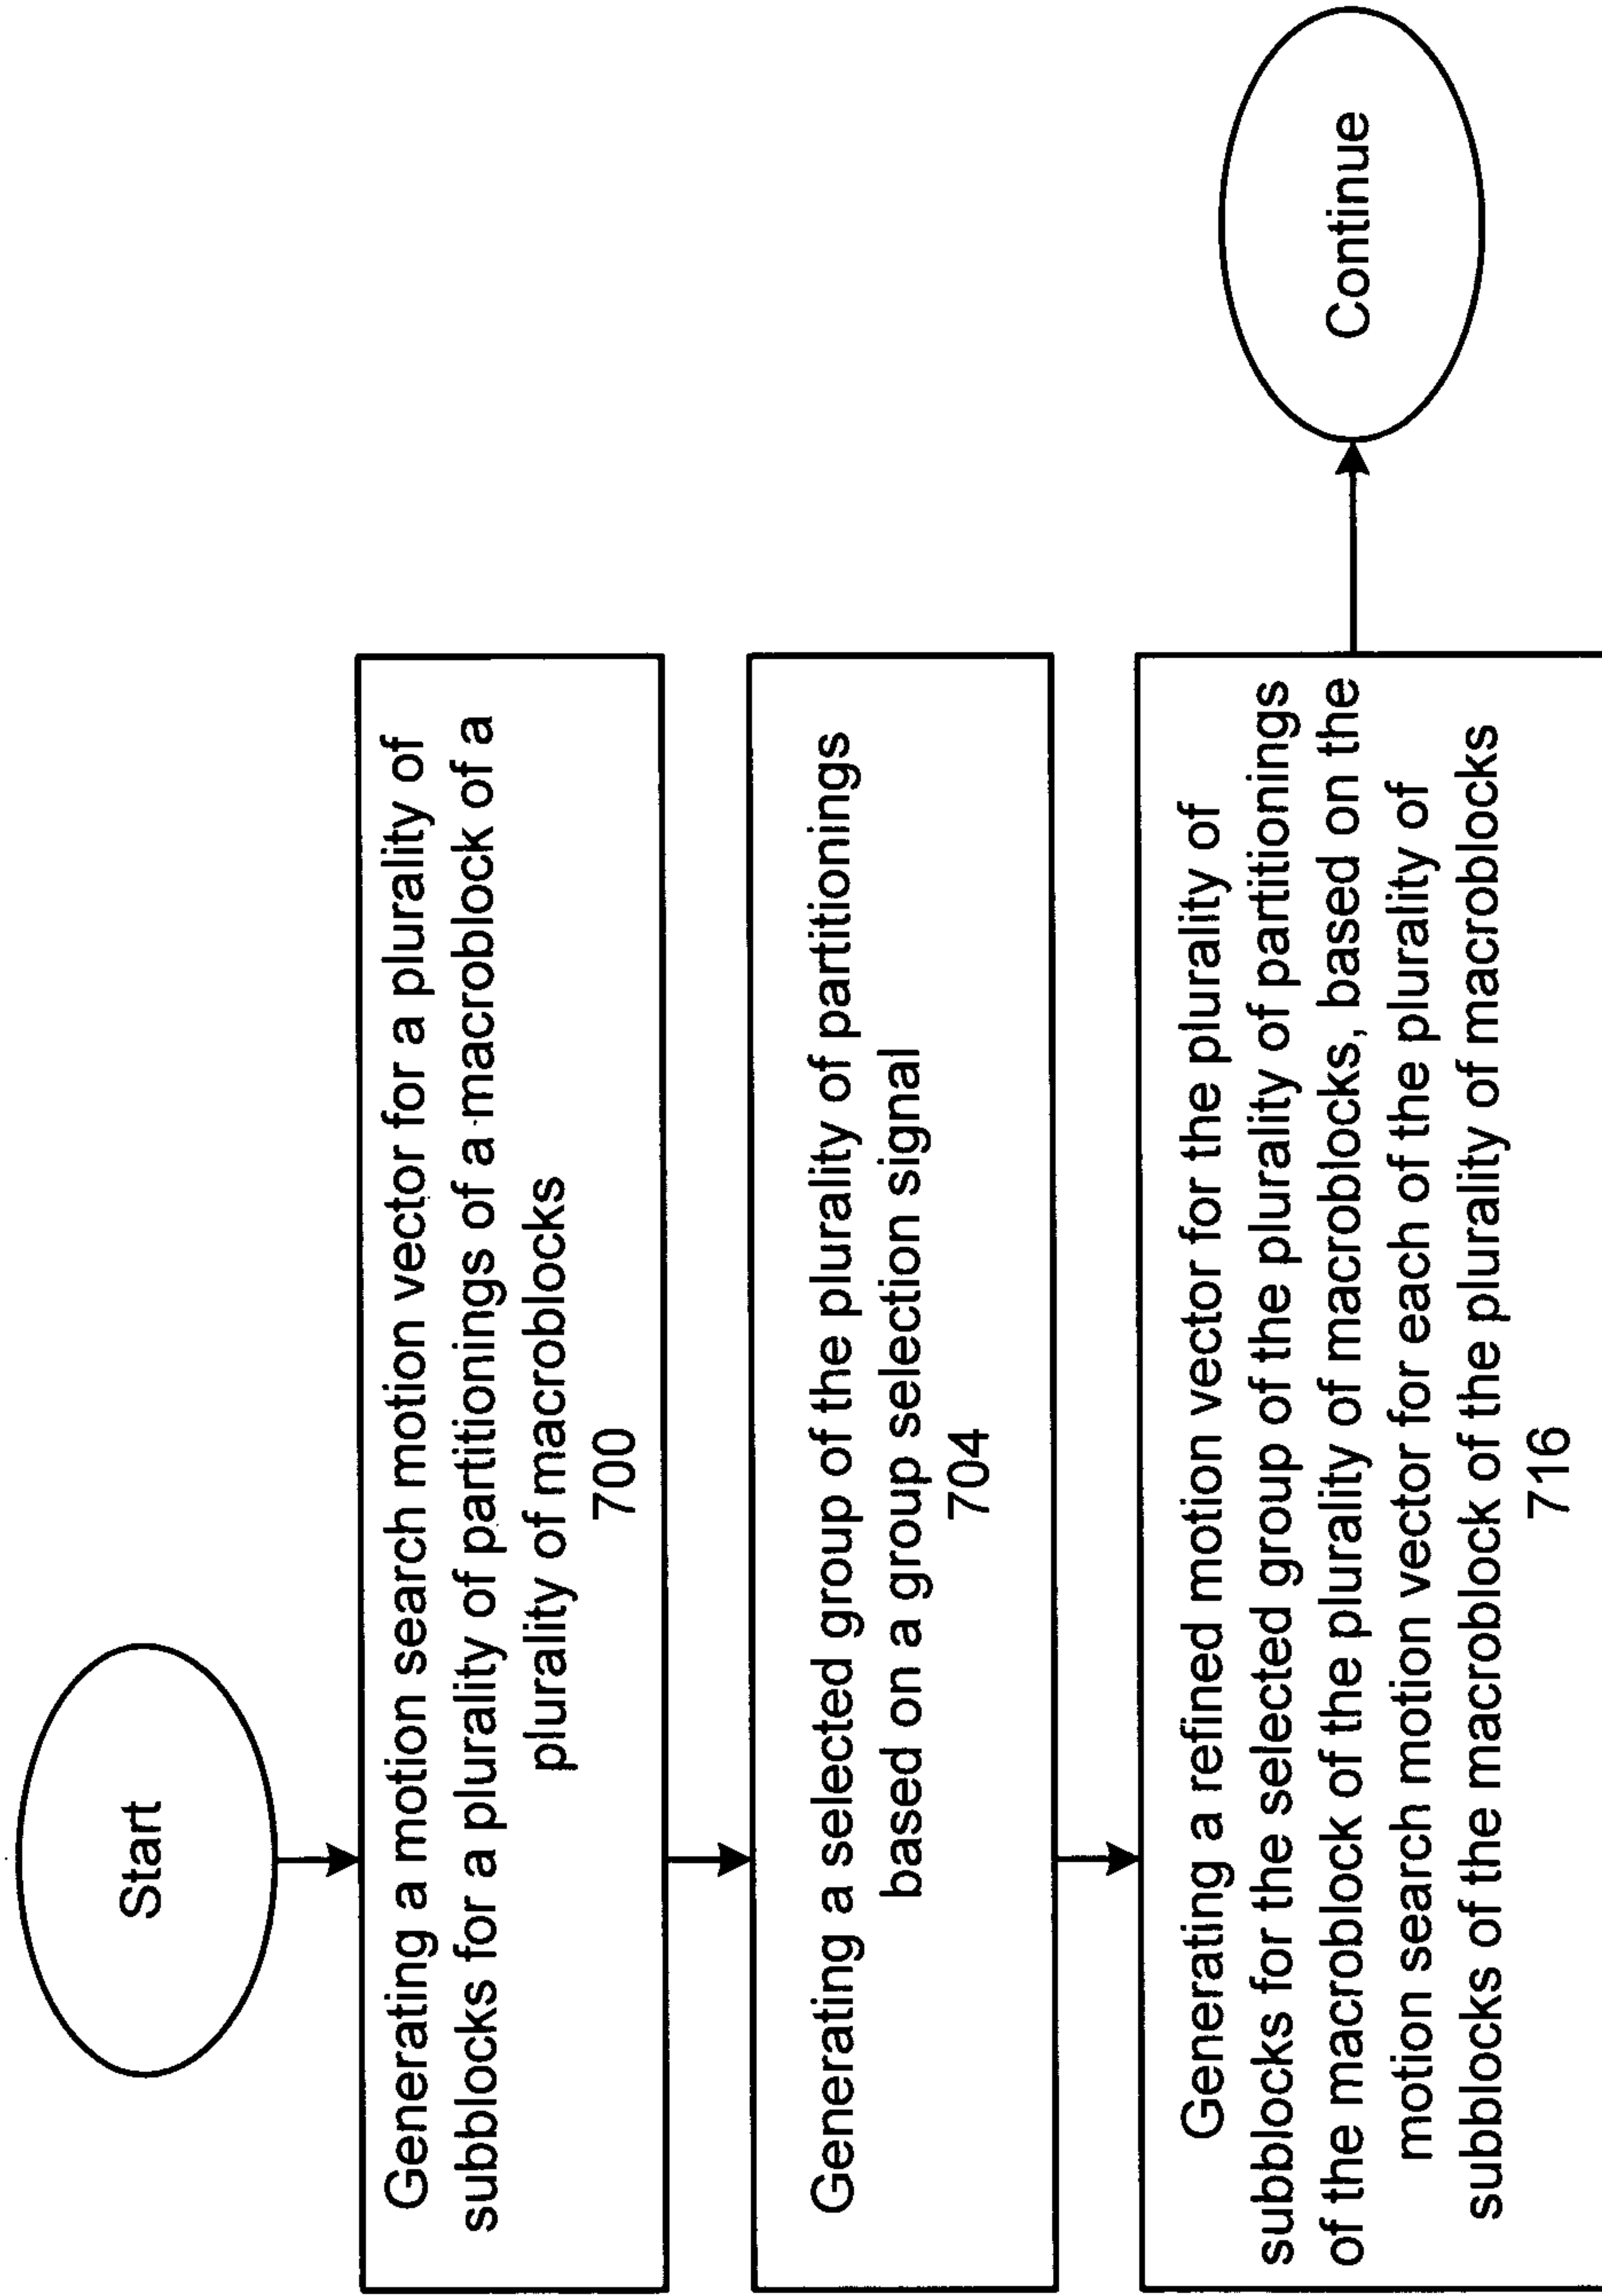 Start
Generating a motion search motion vector for a plurality of
subblocks for a plurality of partitionings of a macroblock of a
plurality of macroblocks
700
Generating a selected group of the plurality of partitionings
based on a group selection signal
704
Generating a refined motion vector for the plurality of
subblocks for the selected group of the plurality of partitionings
of the macroblock of the plurality of macroblocks, based on the
motion search motion vector for each of the plurality of
subblocks of the macroblock of the plurality of macroblocks
716
Continue